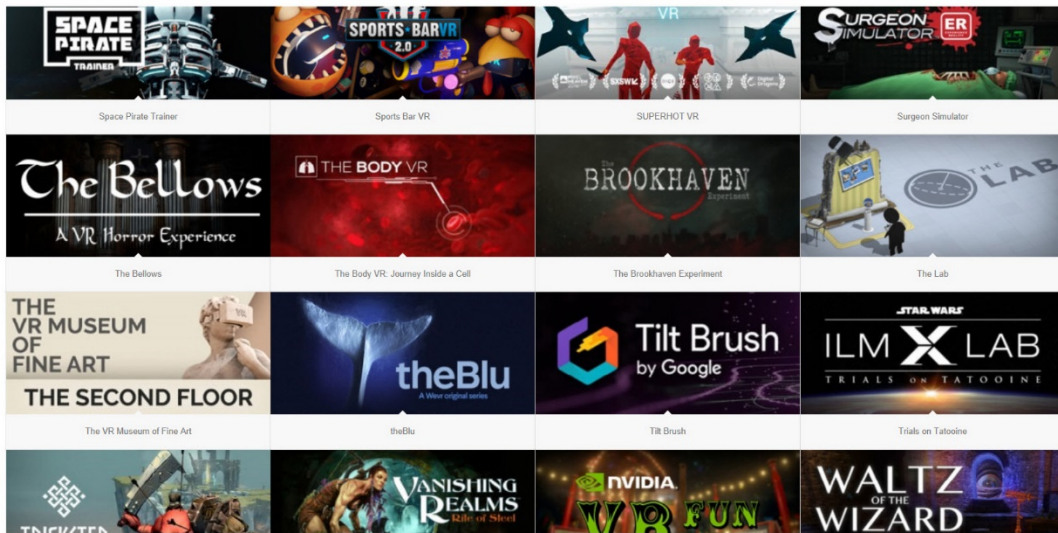 SPACE
PIRATE
TRAINER
SPORTS·BARVR
2.0
VR
SXSW
SURGEON
SIMULATOR
ER
Space Pirate Trainer
Sports Bar VR
SUPERHOT VR
Surgeon Simulator
The Bellows
A VR Horror Experience
THE BODY VR
The
BROOKHAVEN
Experiment
THE
LAB
The Bellows
The Body VR: Journey Inside a Cell
The Brookhaven Experiment
The Lab
THE
VR MUSEUM
OF
FINE ART
THE SECOND FLOOR
theBlu
A Wevr original series
Tilt Brush
by Google
STAR WARS
ILM X LAB
TRIALS ON TATOOINE
The VR Museum of Fine Art
theBlu
Tilt Brush
Trials on Tatooine
TRICKSTER
VANISHING
REALMS
Rite of Steel
NVIDIA.
VR FUN
WALTZ
OF THE
WIZARD